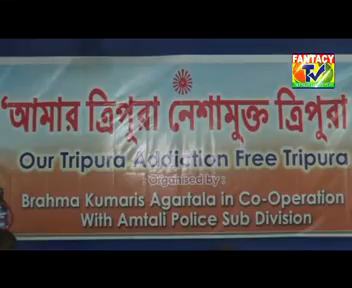 FANTACY
TV
'আমার ত্রিপুরা নেশামুক্ত ত্রিপুরা
Our Tripura Addiction Free Tripura
: Organised by :
Brahma Kumaris Agartala in Co-Operation
With Amtali Police Sub Division